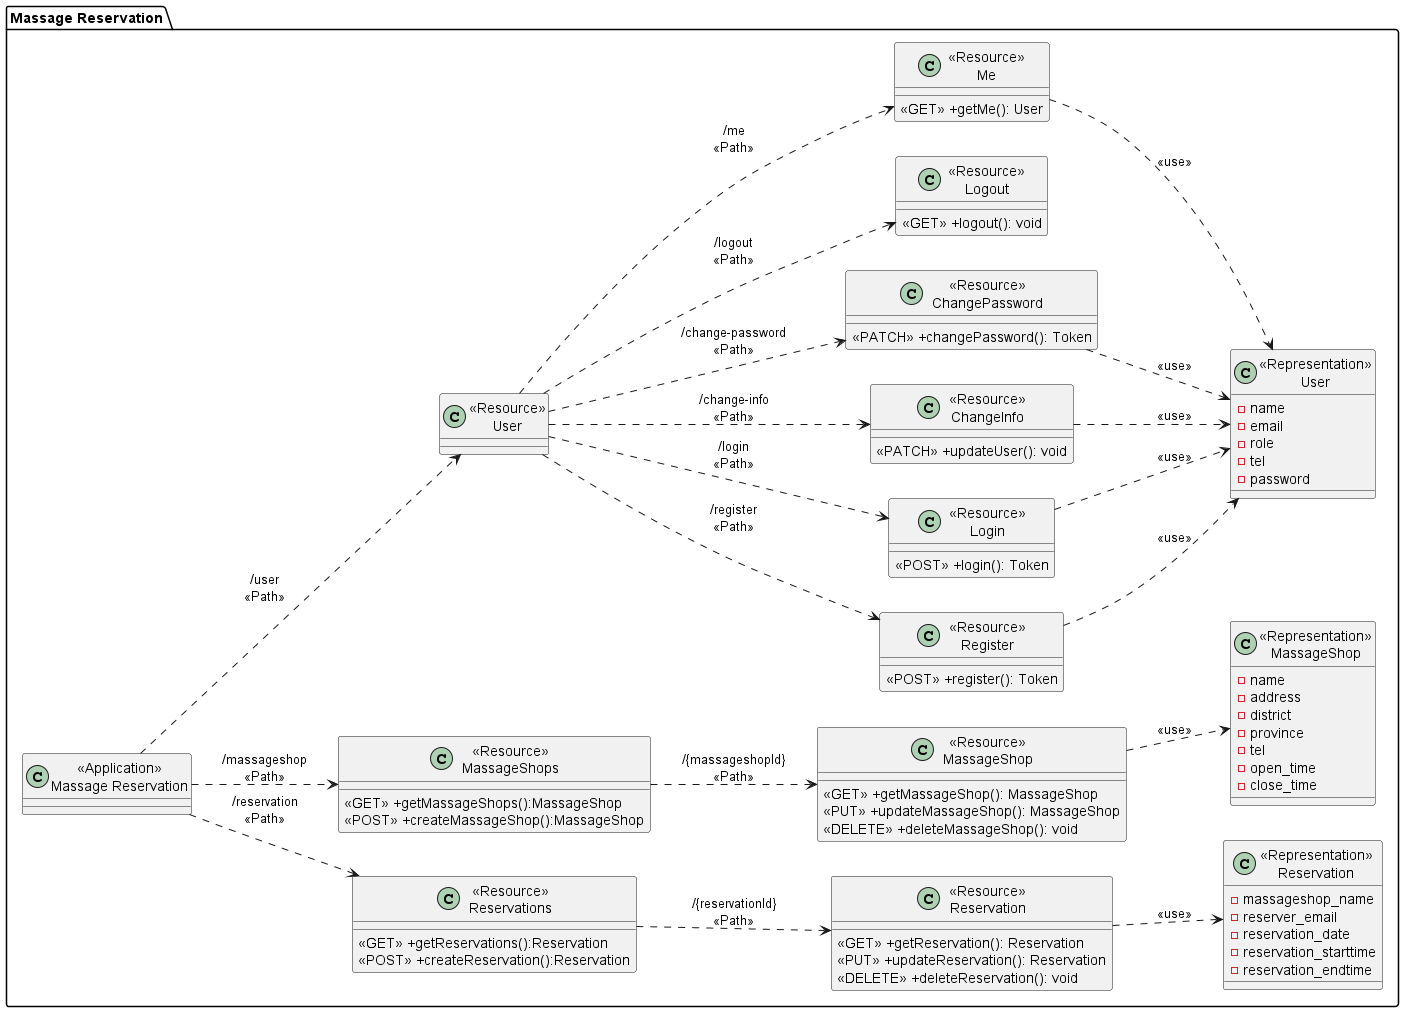 Massage Reservation
«Resource»
Me
«GET» +getMe(): User
/me
«Path»
«use»
«Resource»
Logout
«GET» +logout(): void
/logout
«Path»
«Resource»
ChangePassword
«PATCH» +changePassword(): Token
/change-password
«Path»
«use»
«Representation»
User
name
email
role
tel
password
«Resource»
User
/change-info
«Path»
«Resource»
ChangeInfo
«PATCH» +updateUser(): void
«use»
/login
«Path»
«Resource»
Login
«POST» +login(): Token
«use»
/register
«Path»
«Resource»
Register
«POST» +register(): Token
«use»
/user
«Path»
«Application»
Massage Reservation
/massageshop
«Path»
«Resource»
MassageShops
«GET» +getMassageShops():MassageShop
«POST» +createMassageShop():MassageShop
/{massageshopId}
«Path»
«Resource»
MassageShop
«GET» +getMassageShop(): MassageShop
«PUT» +updateMassageShop(): MassageShop
«DELETE» +deleteMassageShop(): void
«use»
«Representation»
MassageShop
name
address
district
province
tel
open_time
close_time
/reservation
«Path»
«Resource»
Reservations
«GET» +getReservations():Reservation
«POST» +createReservation():Reservation
/{reservationId}
«Path»
«Resource»
Reservation
«GET» +getReservation(): Reservation
«PUT» +updateReservation(): Reservation
«DELETE» +deleteReservation(): void
«use»
«Representation»
Reservation
massageshop_name
reserver_email
reservation_date
reservation_starttime
reservation_endtime